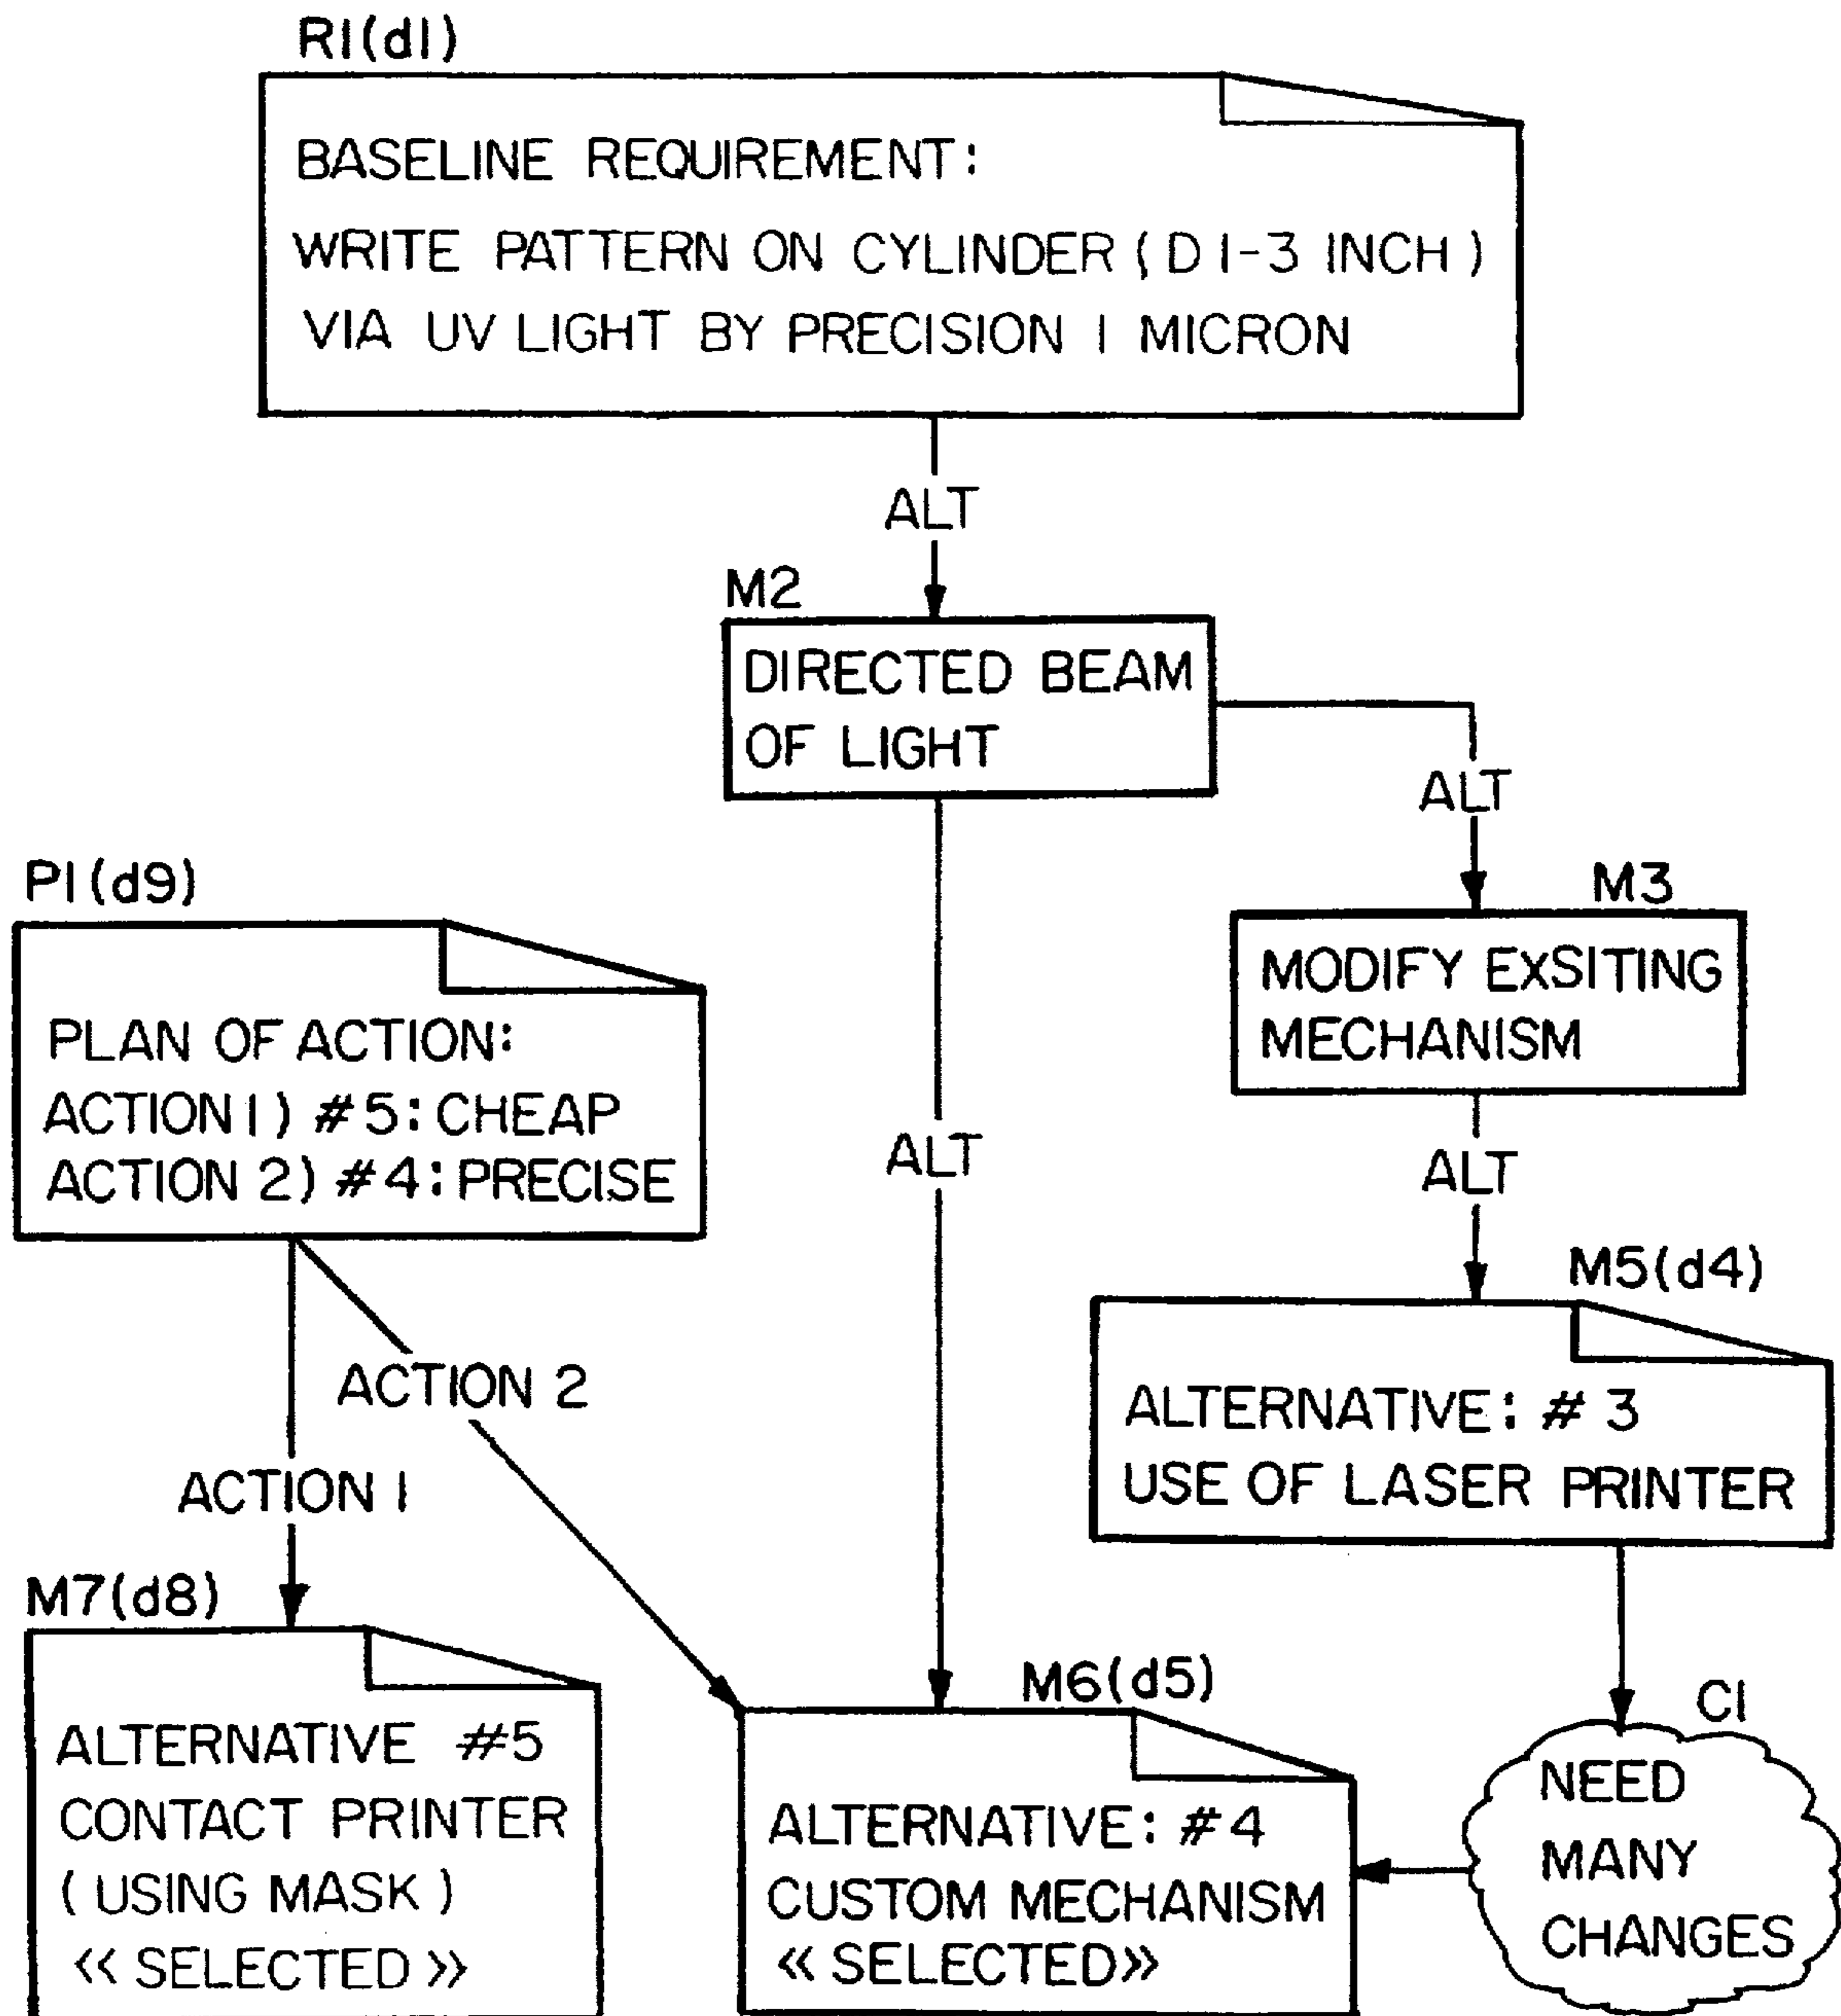 R1(d1)
BASELINE REQUIREMENT:
WRITE PATTERN ON CYLINDER (D 1-3 INCH)
VIA UV LIGHT BY PRECISION 1 MICRON
ALT
M2
DIRECTED BEAM
OF LIGHT
ALT
M3
MODIFY EXSITING
MECHANISM
P1(d9)
PLAN OF ACTION:
ACTION 1) #5: CHEAP
ACTION 2) #4: PRECISE
ALT
ALT
M5(d4)
ALTERNATIVE: #3
USE OF LASER PRINTER
ACTION 2
ACTION 1
M7(d8)
ALTERNATIVE #5
CONTACT PRINTER
(USING MASK)
<< SELECTED >>
M6(d5)
ALTERNATIVE: #4
CUSTOM MECHANISM
<< SELECTED>>
C1
NEED
MANY
CHANGES